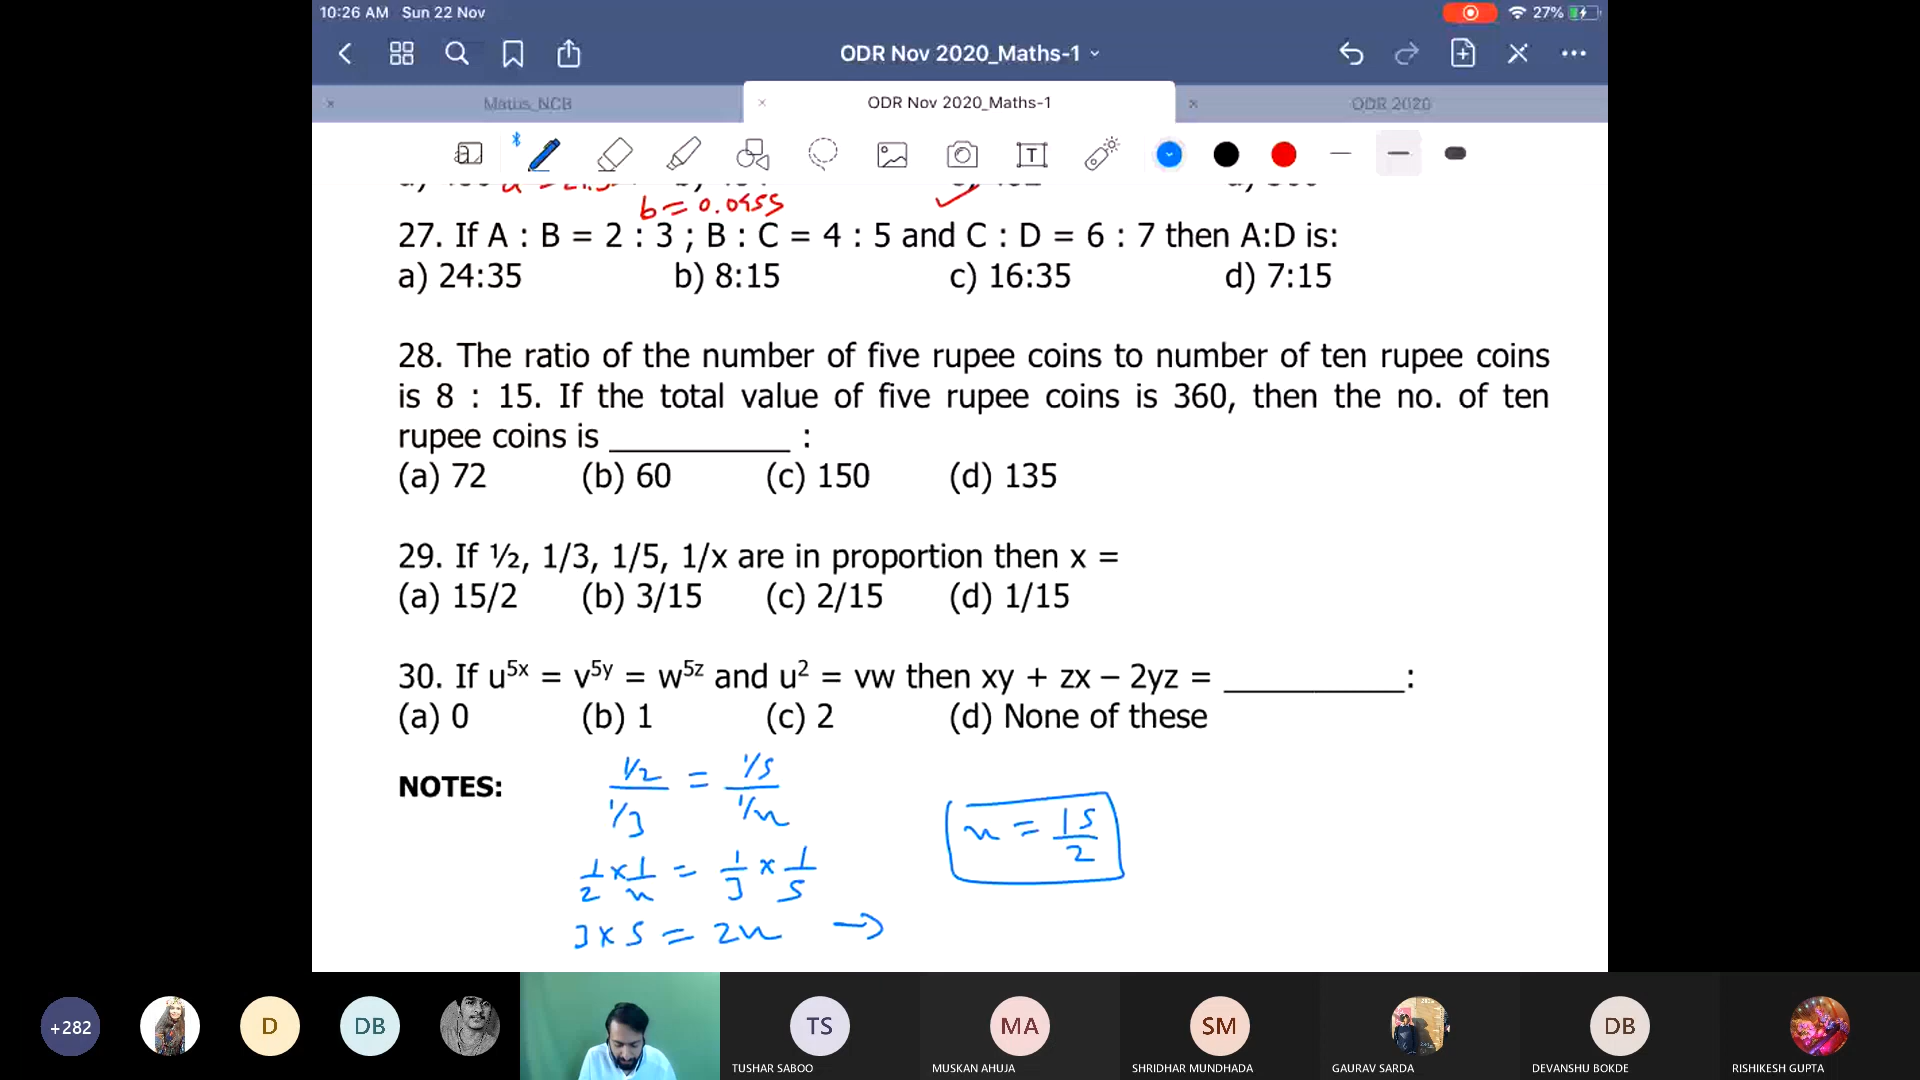 10:26 AM Sun 22 Nov
27%
ODR Nov 2020_Maths-1
ODR Nov 2020_Maths-1
ODR 2020
T
b = 0.0955
27. If A : B = 2 : 3 ; B : C = 4 : 5 and C : D = 6 : 7 then A:D is:
a) 24:35 b) 8:15 c) 16:35 d) 7:15
28. The ratio of the number of five rupee coins to number of ten rupee coins
is 8 : 15. If the total value of five rupee coins is 360, then the no. of ten
rupee coins is __________ :
(a) 72 (b) 60 (c) 150 (d) 135
29. If ½, 1/3, 1/5, 1/x are in proportion then x =
(a) 15/2 (b) 3/15 (c) 2/15 (d) 1/15
30. If u⁵ˣ = v⁵ʸ = w⁵ᶻ and u² = vw then xy + zx – 2yz = __________:
(a) 0 (b) 1 (c) 2 (d) None of these
NOTES:
1/2 / 1/3 = 1/5 / 1/x
1/2 × 1/x = 1/3 × 1/5
3 × 5 = 2x →
x = 15/2
+282
D
DB
TS
MA
SM
DB
TUSHAR SABOO
MUSKAN AHUJA
SHRIDHAR MUNDHADA
GAURAV SARDA
DEVANSHU BOKDE
RISHIKESH GUPTA